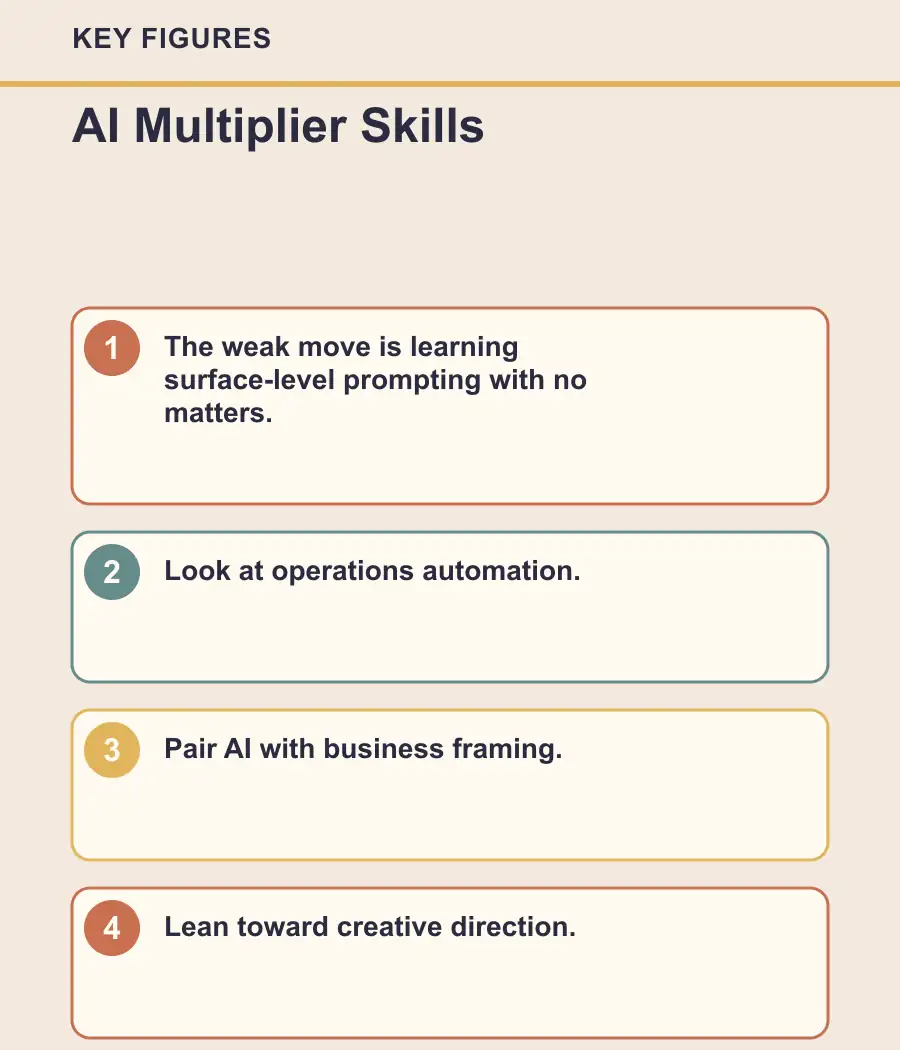 KEY FIGURES
AI Multiplier Skills
1
The weak move is learning
surface-level prompting with no
matters.
2
Look at operations automation.
3
Pair AI with business framing.
4
Lean toward creative direction.